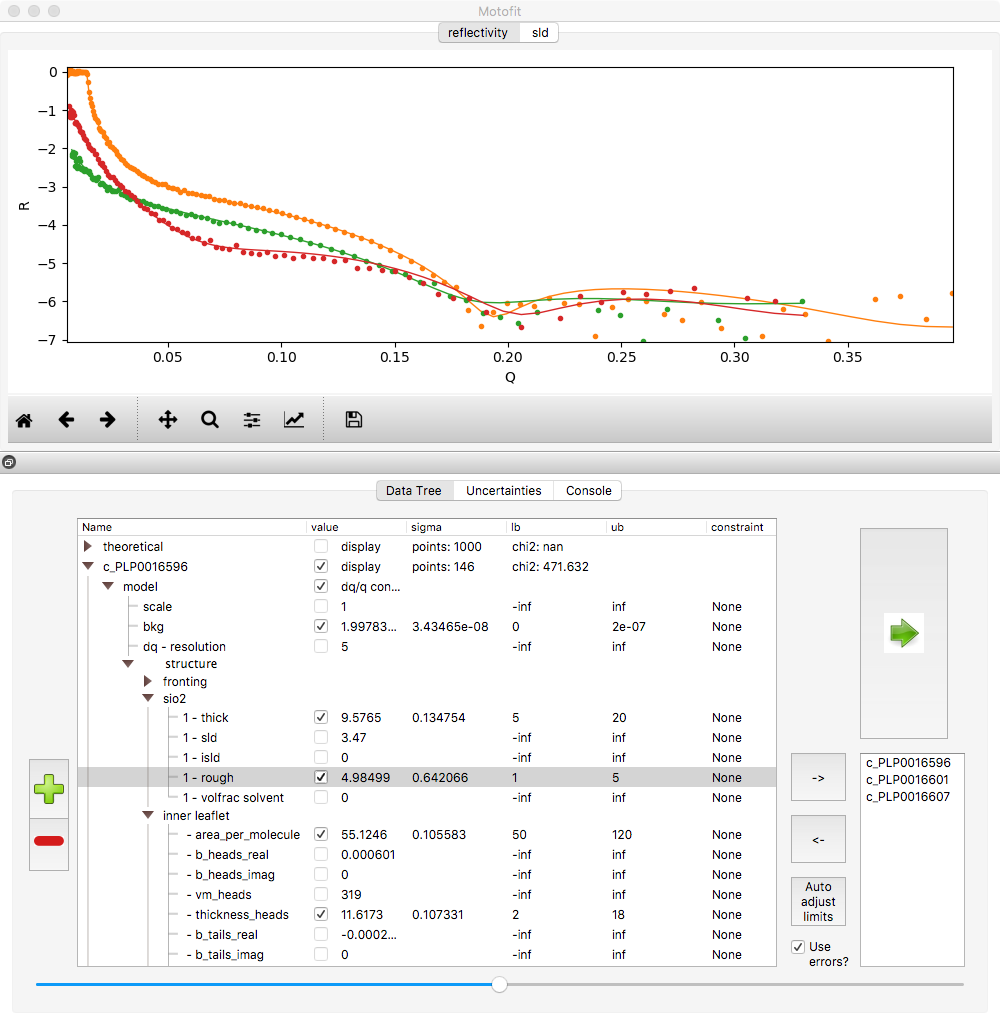 Motofit
reflectivity sld
0
−1
−2
−3
−4
−5
−6
−7
R
0.05 0.10 0.15 0.20 0.25 0.30 0.35
Q
Data Tree Uncertainties Console
Name value sigma lb ub constraint
theoretical display points: 1000 chi2: nan
c_PLP0016596 display points: 146 chi2: 471.632
model dq/q con...
scale 1 -inf inf None
bkg 1.99783... 3.43465e-08 0 2e-07 None
dq - resolution 5 -inf inf None
structure
fronting
sio2
1 - thick 9.5765 0.134754 5 20 None
1 - sld 3.47 -inf inf None
1 - isld 0 -inf inf None
1 - rough 4.98499 0.642066 1 5 None
1 - volfrac solvent 0 -inf inf None
inner leaflet
- area_per_molecule 55.1246 0.105583 50 120 None
- b_heads_real 0.000601 -inf inf None
- b_heads_imag 0 -inf inf None
- vm_heads 319 -inf inf None
- thickness_heads 11.6173 0.107331 2 18 None
- b_tails_real -0.0002... -inf inf None
- b_tails_imag 0 -inf inf None
->
<-
Auto
adjust
limits
Use
errors?
c_PLP0016596
c_PLP0016601
c_PLP0016607